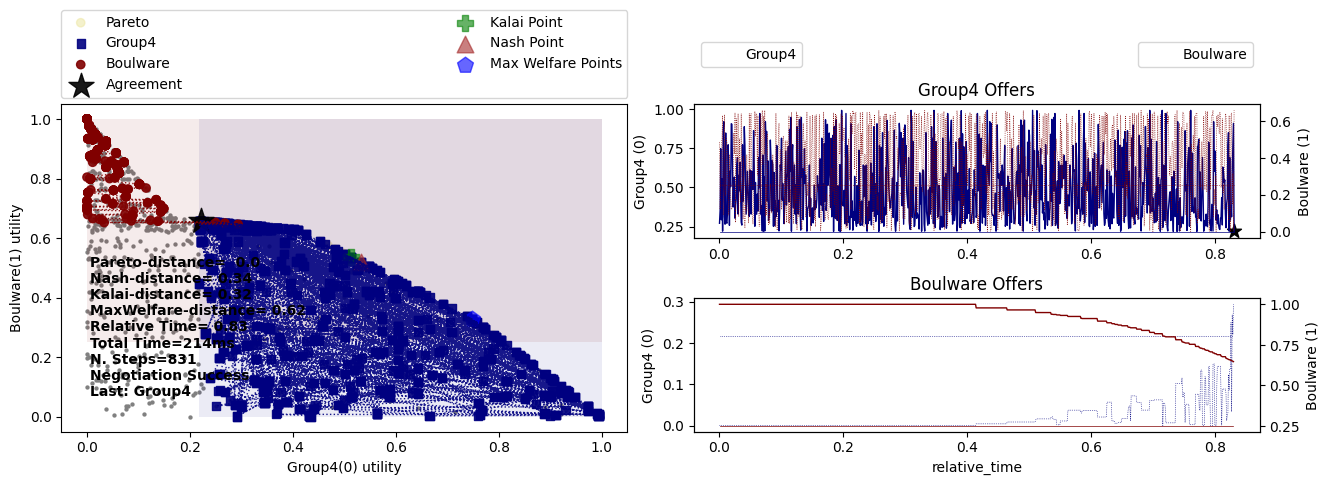 Pareto
Group4
Boulware
Agreement
Kalai Point
Nash Point
Max Welfare Points
1.0
0.8
0.6
0.4
0.2
0.0
Boulware(1) utility
Pareto-distance= 0.0
Nash-distance= 0.34
Kalai-distance= 0.32
MaxWelfare-distance= 0.62
Relative Time= 0.83
Total Time=214ms
N. Steps=831
Negotiation Success
Last: Group4
0.0 0.2 0.4 0.6 0.8 1.0
Group4(0) utility
Group4
Boulware
Group4 Offers
1.00
0.75
0.50
0.25
Group4 (0)
0.6
0.4
0.2
0.0
Boulware (1)
0.0 0.2 0.4 0.6 0.8
Boulware Offers
0.3
0.2
0.1
0.0
Group4 (0)
1.00
0.75
0.50
0.25
Boulware (1)
0.0 0.2 0.4 0.6 0.8
relative_time